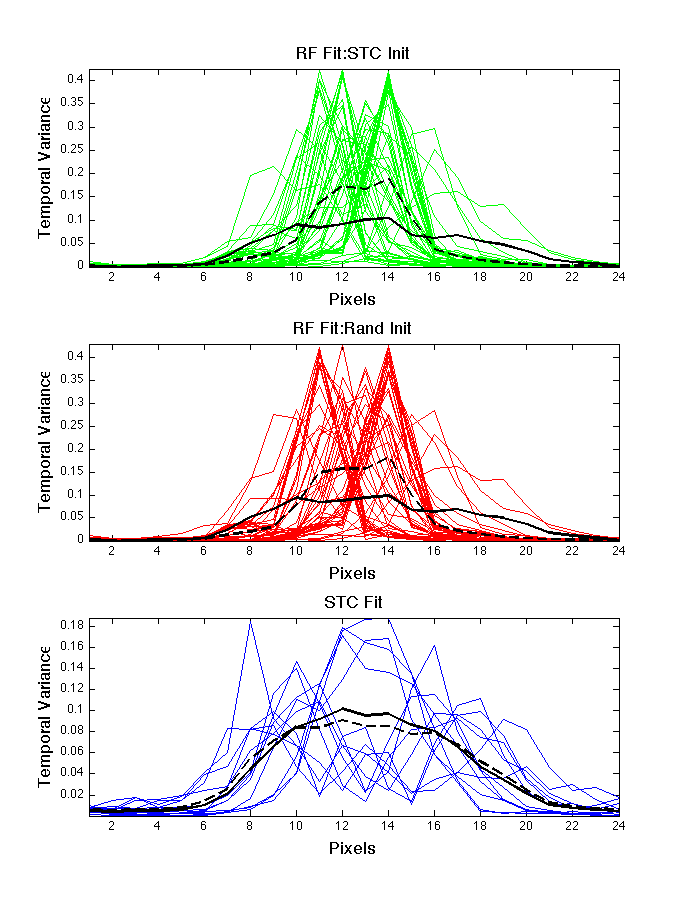 RF Fit:STC Init
0.4
0.35
0.3
0.25
0.2
0.15
0.1
0.05
0
Temporal Variance
2 4 6 8 10 12 14 16 18 20 22 24
Pixels
RF Fit:Rand Init
0.4
0.35
0.3
0.25
0.2
0.15
0.1
0.05
0
Temporal Variance
2 4 6 8 10 12 14 16 18 20 22 24
Pixels
STC Fit
0.18
0.16
0.14
0.12
0.1
0.08
0.06
0.04
0.02
Temporal Variance
2 4 6 8 10 12 14 16 18 20 22 24
Pixels